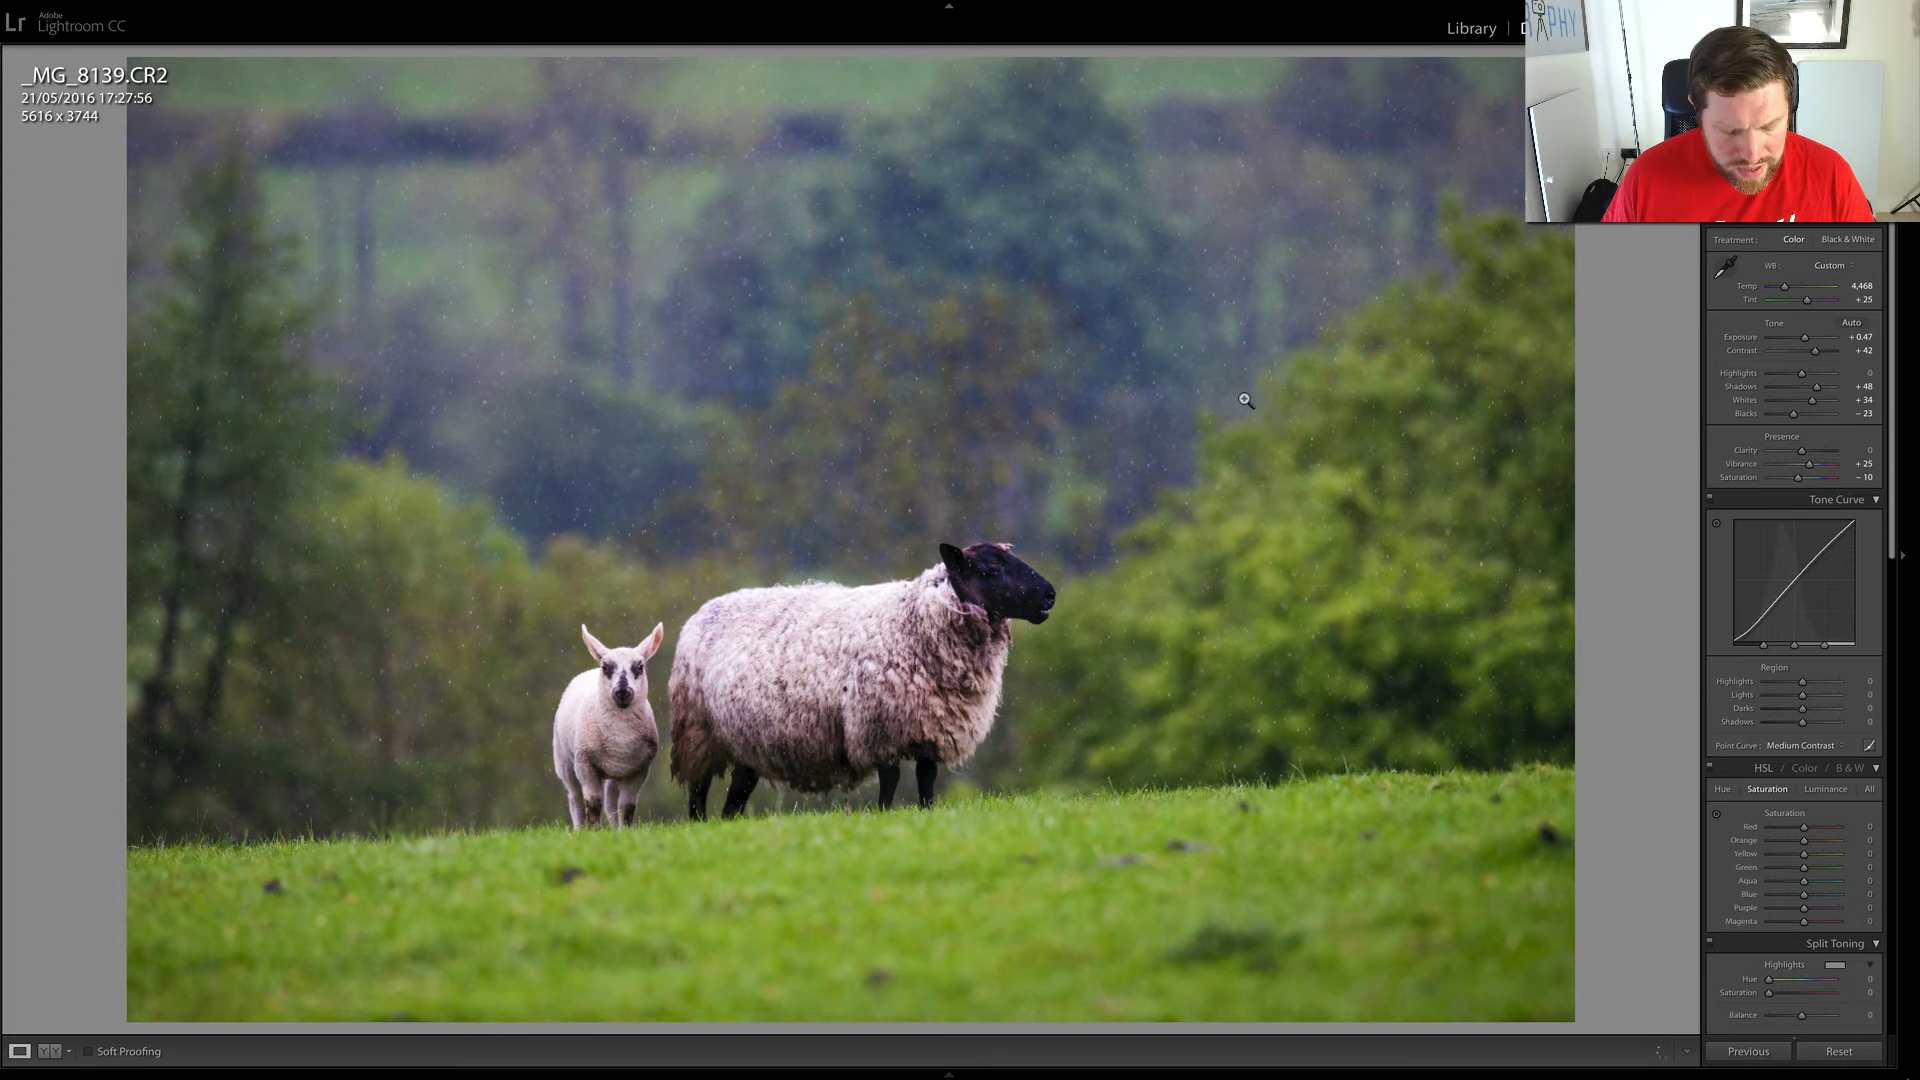 Lr Adobe
Lightroom CC
Library
_MG_8139.CR2
21/05/2016 17:27:56
5616 x 3744
PHY
Treatment : Color Black & White
WB : Custom
Temp 4,468
Tint + 25
Tone Auto
Exposure + 0.47
Contrast + 42
Highlights 0
Shadows + 48
Whites + 34
Blacks − 23
Presence
Clarity 0
Vibrance + 25
Saturation − 10
Tone Curve
Region
Highlights 0
Lights 0
Darks 0
Shadows 0
Point Curve : Medium Contrast
HSL / Color / B & W
Hue Saturation Luminance All
Saturation
Red 0
Orange 0
Yellow 0
Green 0
Aqua 0
Blue 0
Purple 0
Magenta 0
Split Toning
Highlights
Hue 0
Saturation 0
Balance 0
Y Y Soft Proofing
Previous Reset